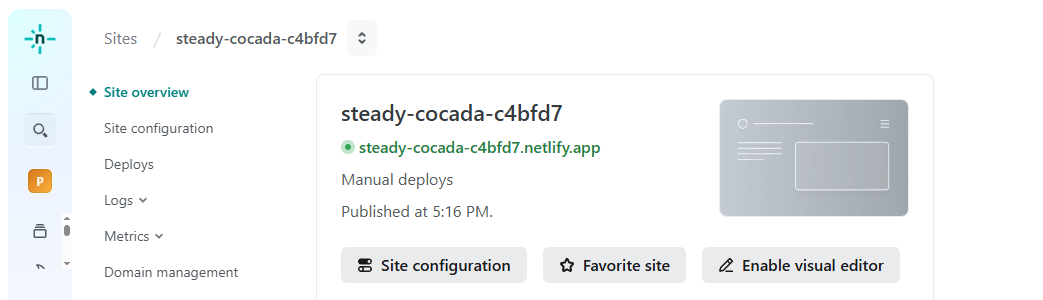 n
Sites / steady-cocada-c4bfd7
Site overview
Site configuration
Deploys
P
Logs
Metrics
Domain management
steady-cocada-c4bfd7
steady-cocada-c4bfd7.netlify.app
Manual deploys
Published at 5:16 PM.
Site configuration
Favorite site
Enable visual editor